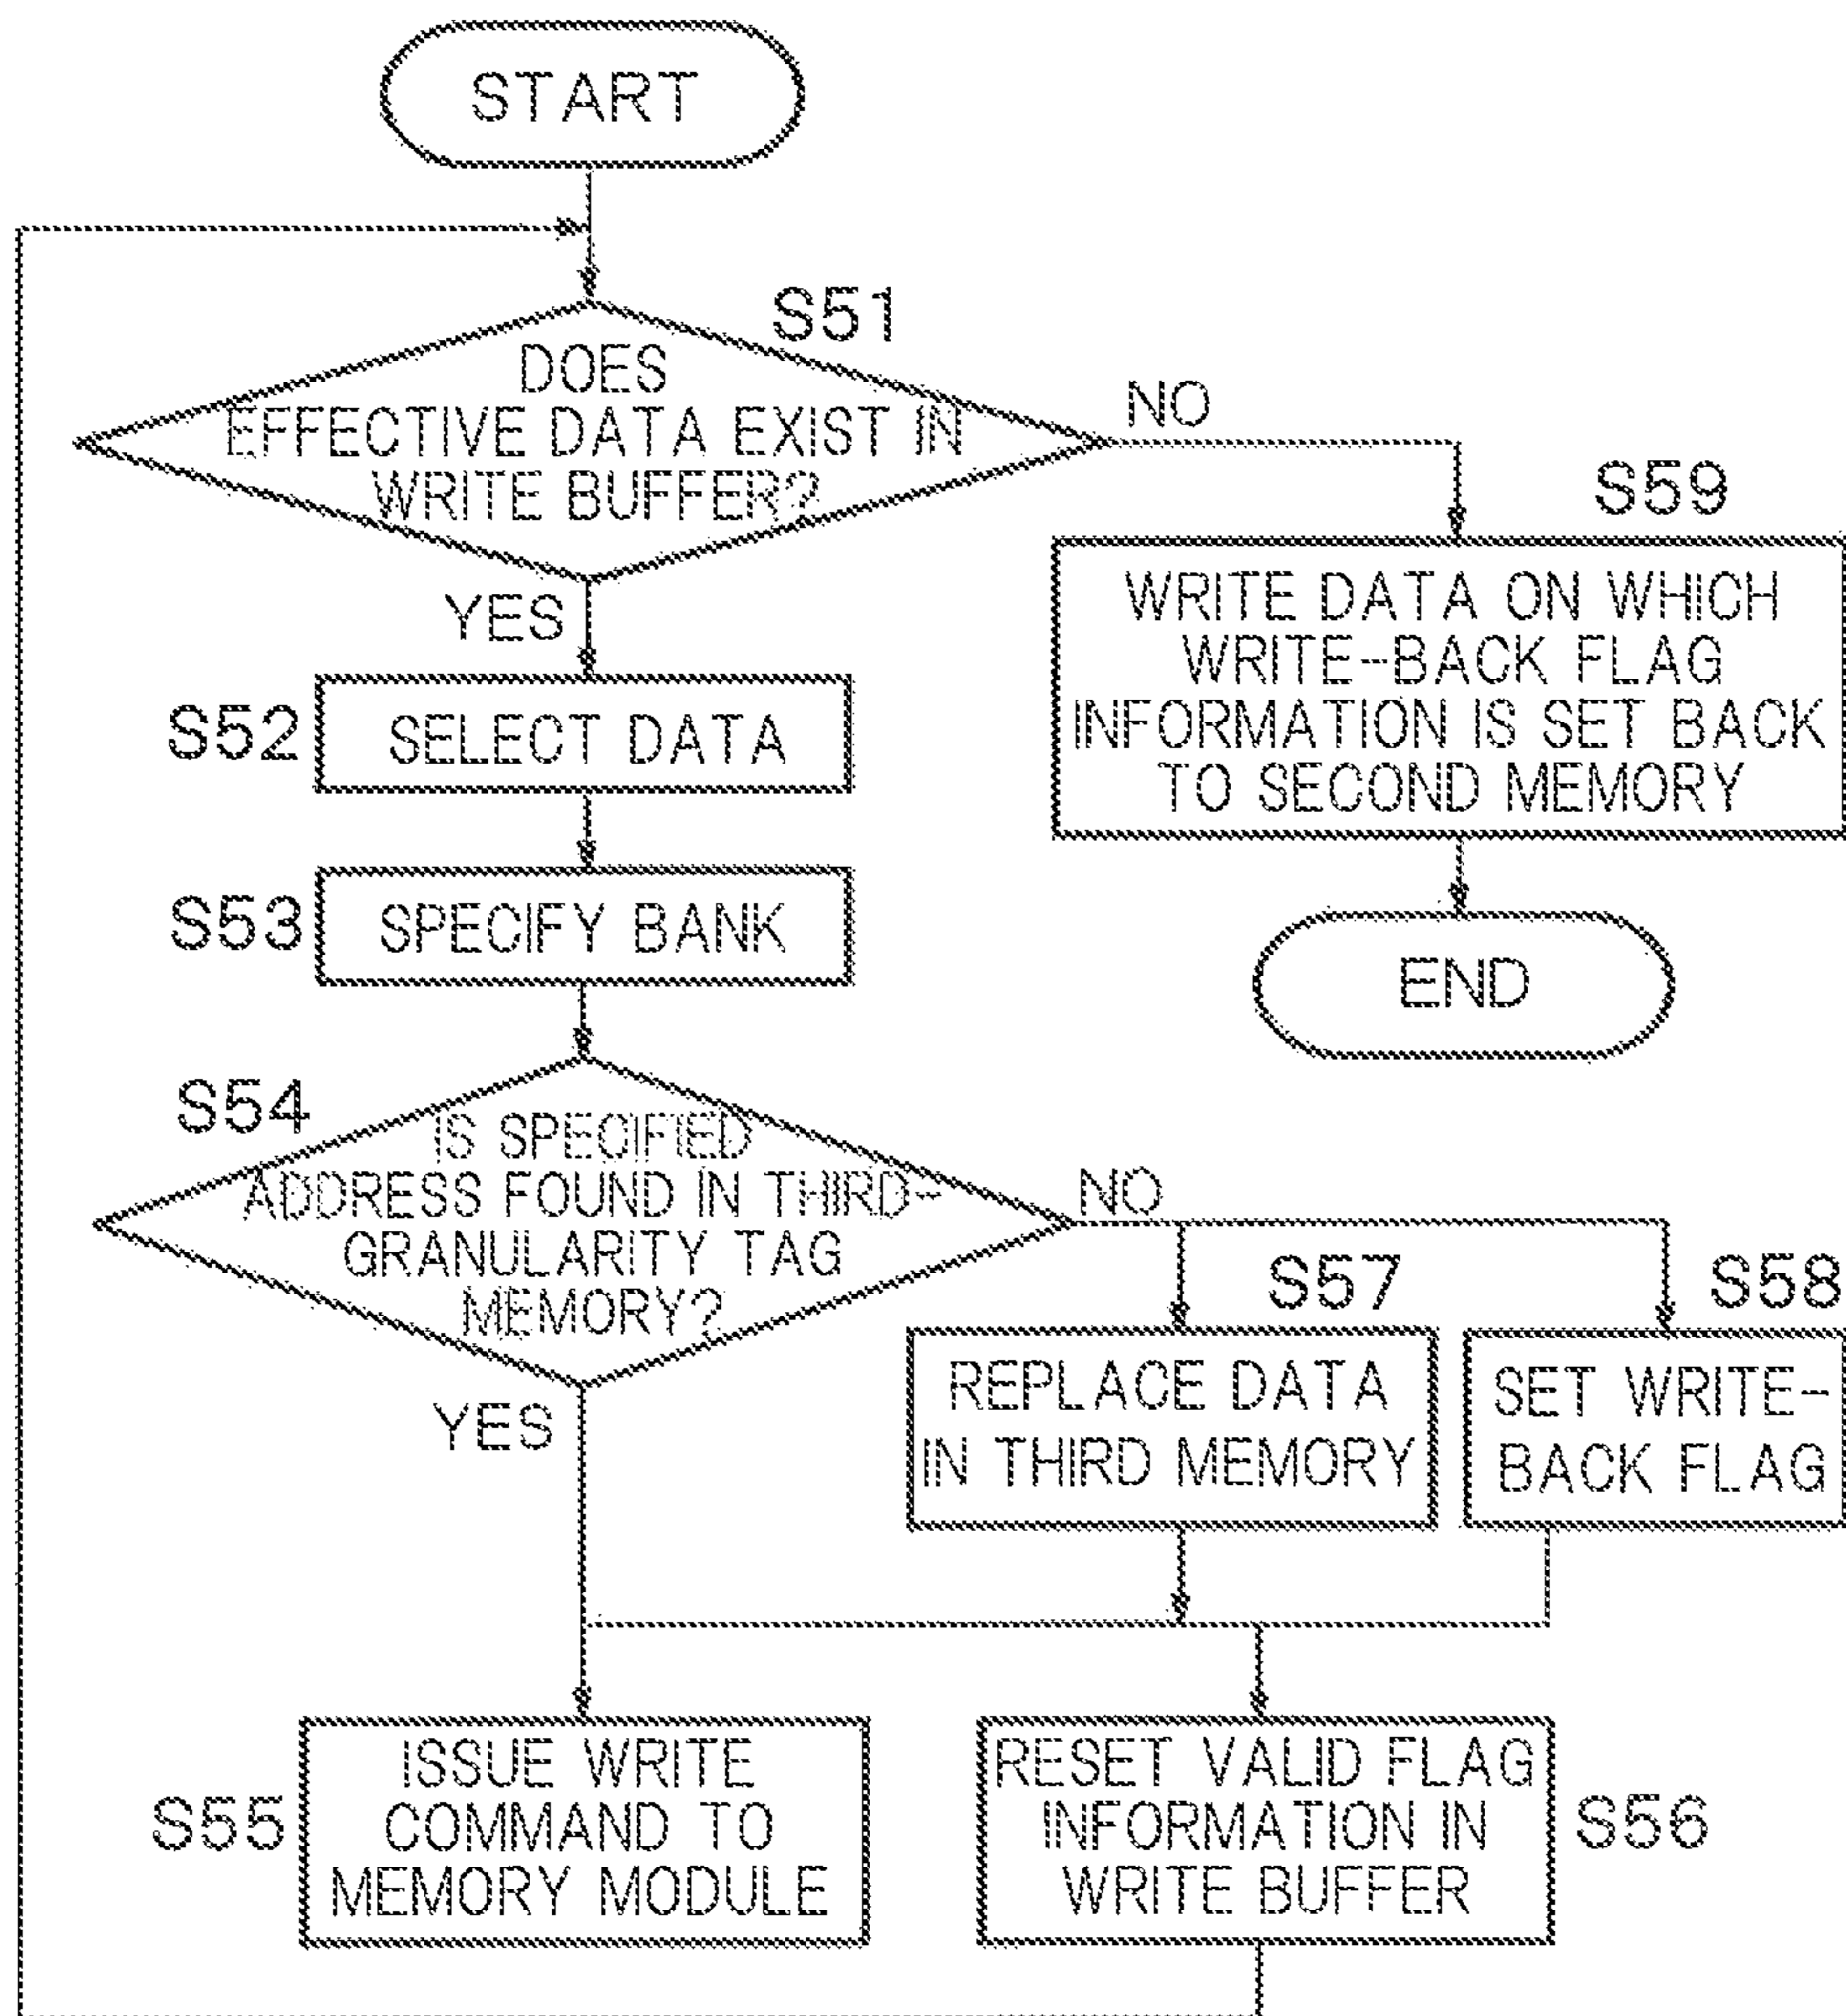 START
S51
DOES
EFFECTIVE DATA EXIST IN
WRITE BUFFER?
NO
YES
S59
WRITE DATA ON WHICH
WRITE-BACK FLAG
INFORMATION IS SET BACK
TO SECOND MEMORY
END
S52
SELECT DATA
S53
SPECIFY BANK
S54
IS SPECIFIED
ADDRESS FOUND IN THIRD-
GRANULARITY TAG
MEMORY?
NO
YES
S57
REPLACE DATA
IN THIRD MEMORY
S58
SET WRITE-
BACK FLAG
S55
ISSUE WRITE
COMMAND TO
MEMORY MODULE
RESET VALID FLAG
INFORMATION IN
WRITE BUFFER
S56